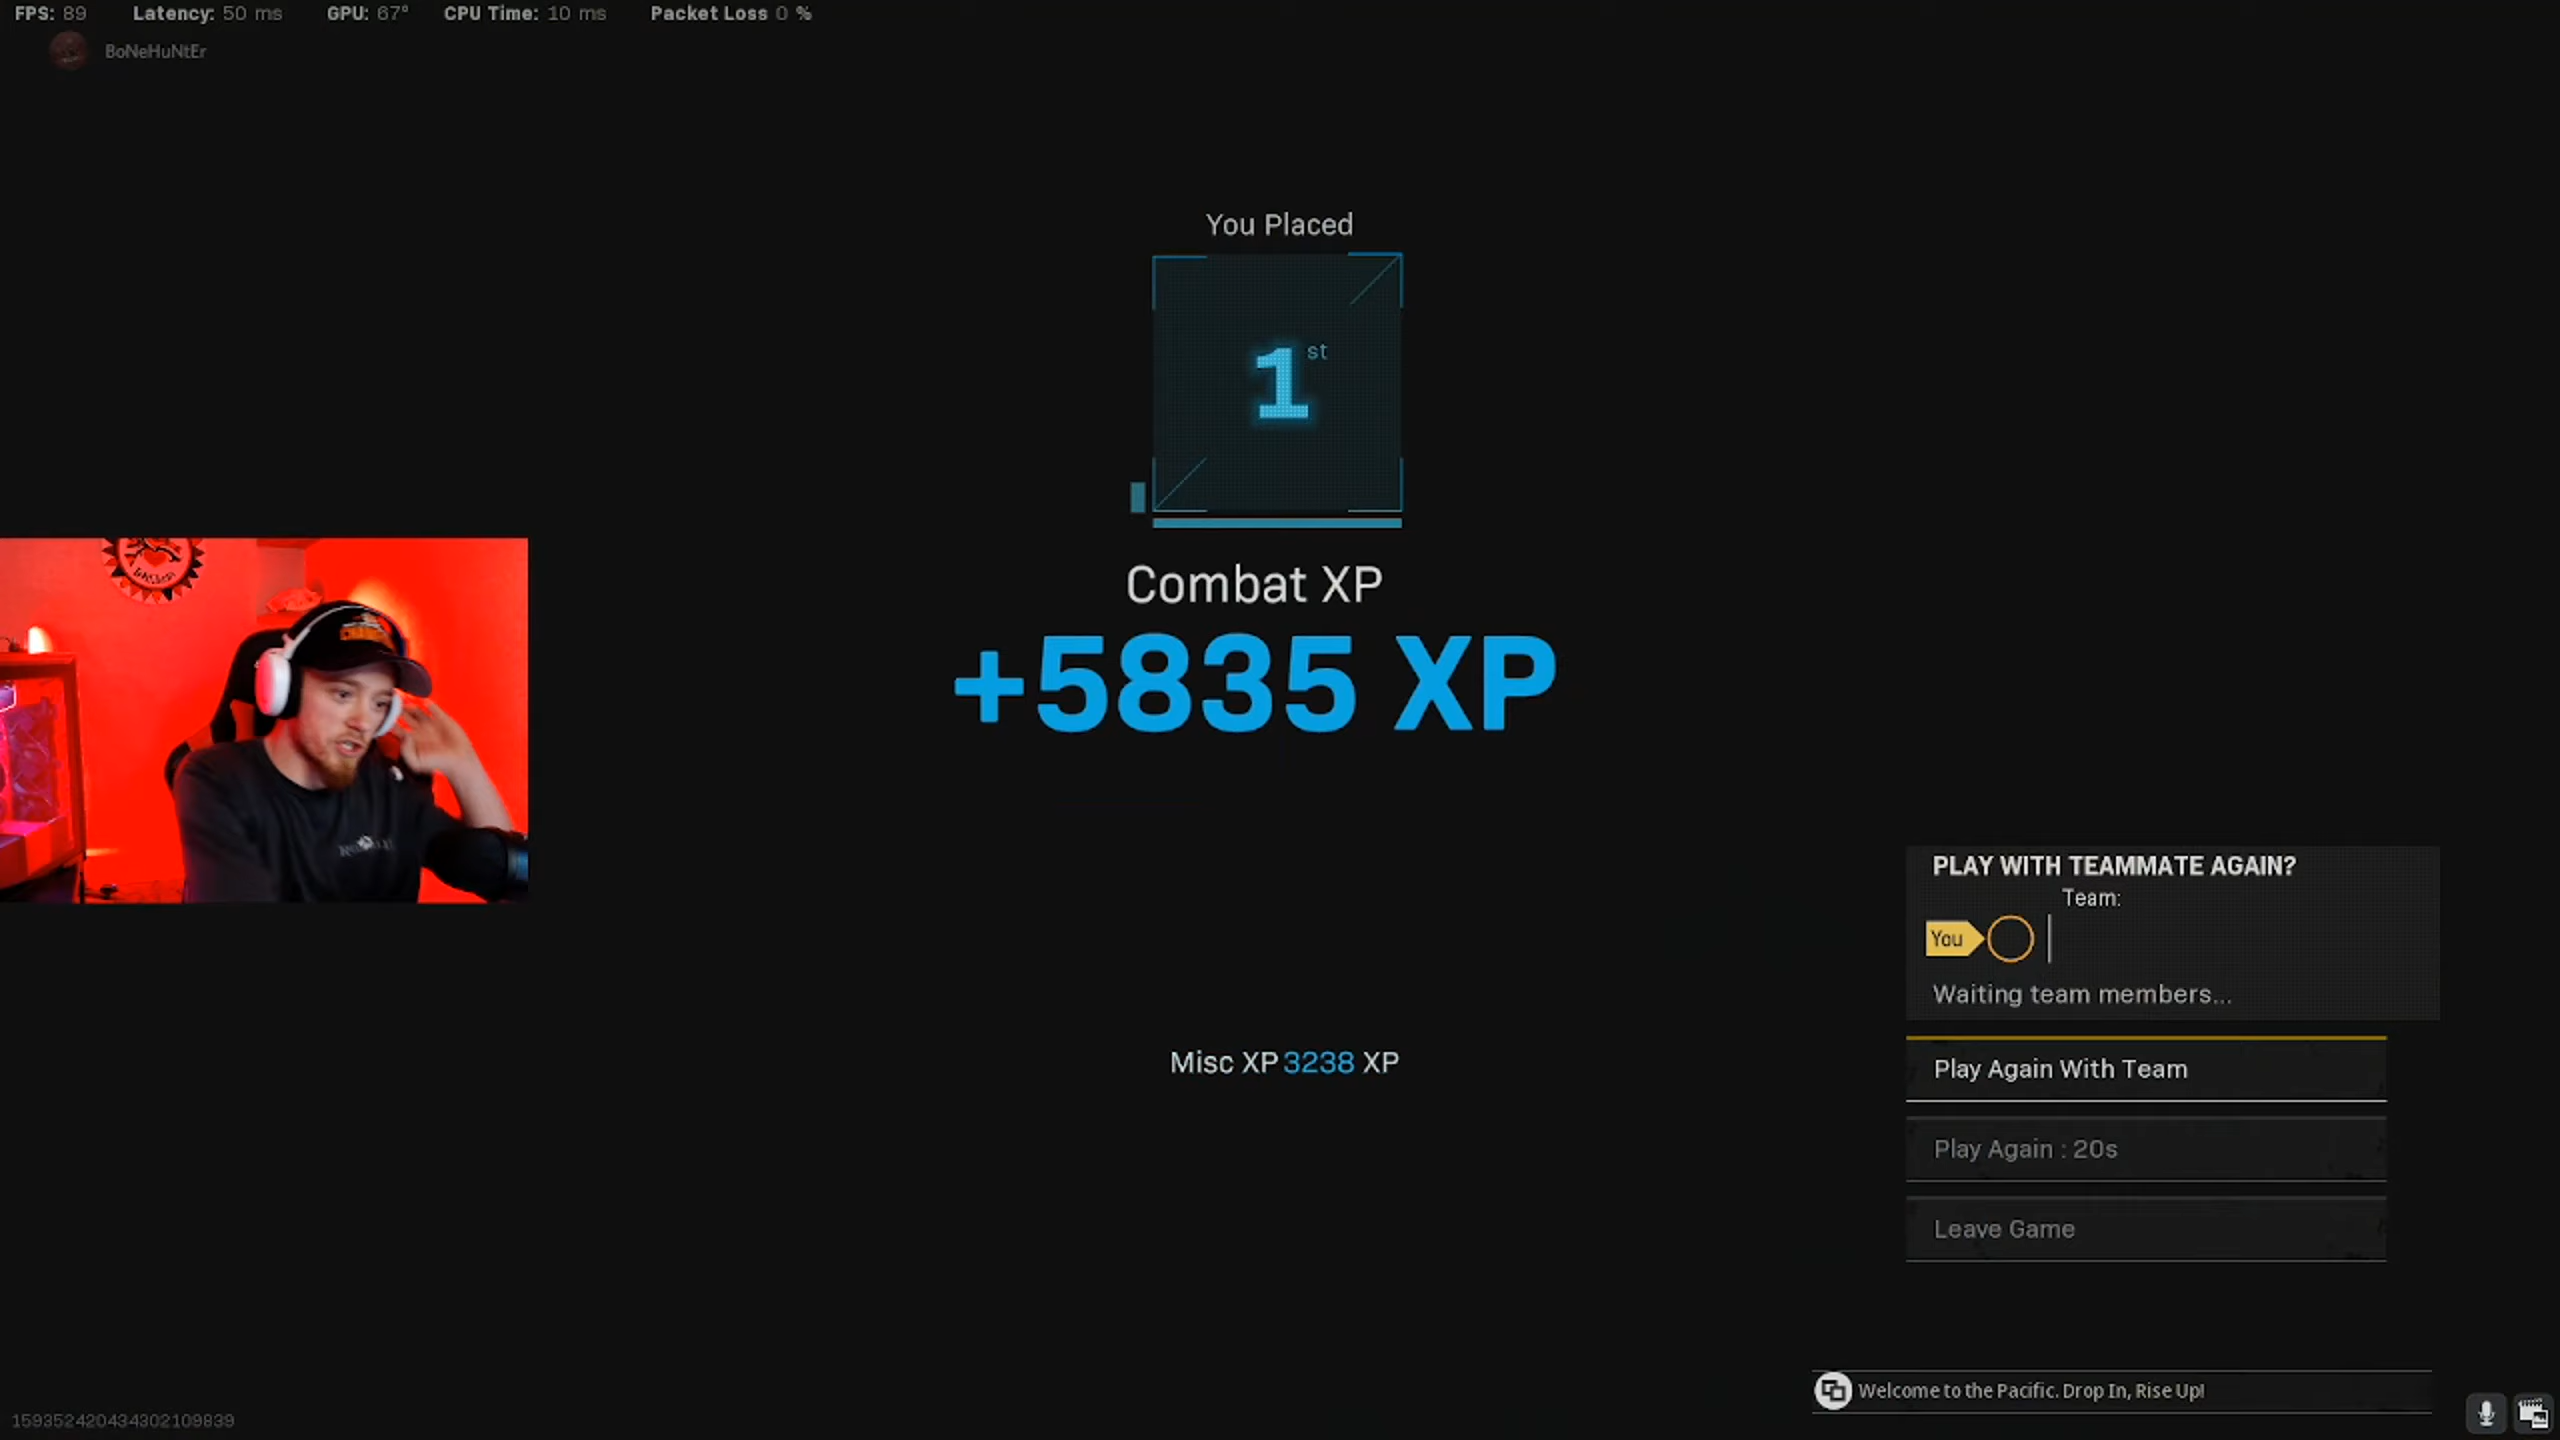 FPS: 89 Latency: 50 ms GPU: 67° CPU Time: 10 ms Packet Loss 0 %
BoNeHuNtEr
You Placed
1st
Combat XP
+5835 XP
Misc XP 3238 XP
PLAY WITH TEAMMATE AGAIN?
Team:
You
Waiting team members...
Play Again With Team
Play Again : 20s
Leave Game
Welcome to the Pacific. Drop In, Rise Up!
159352420434302109839